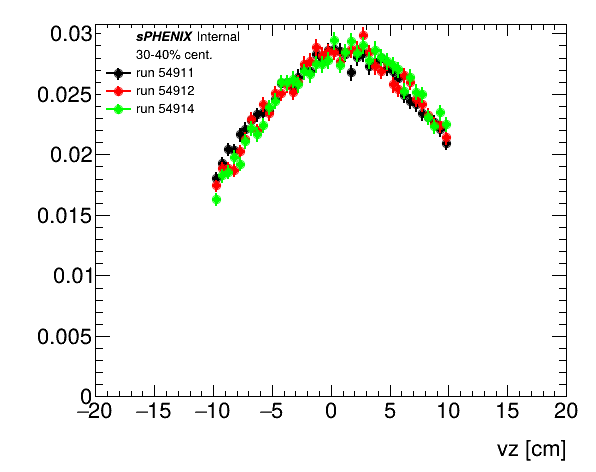 0.03
sPHENIX Internal
30-40% cent.
run 54911
run 54912
run 54914
0.025
0.02
0.015
0.01
0.005
0
−20 −15 −10 −5 0 5 10 15 20
vz [cm]